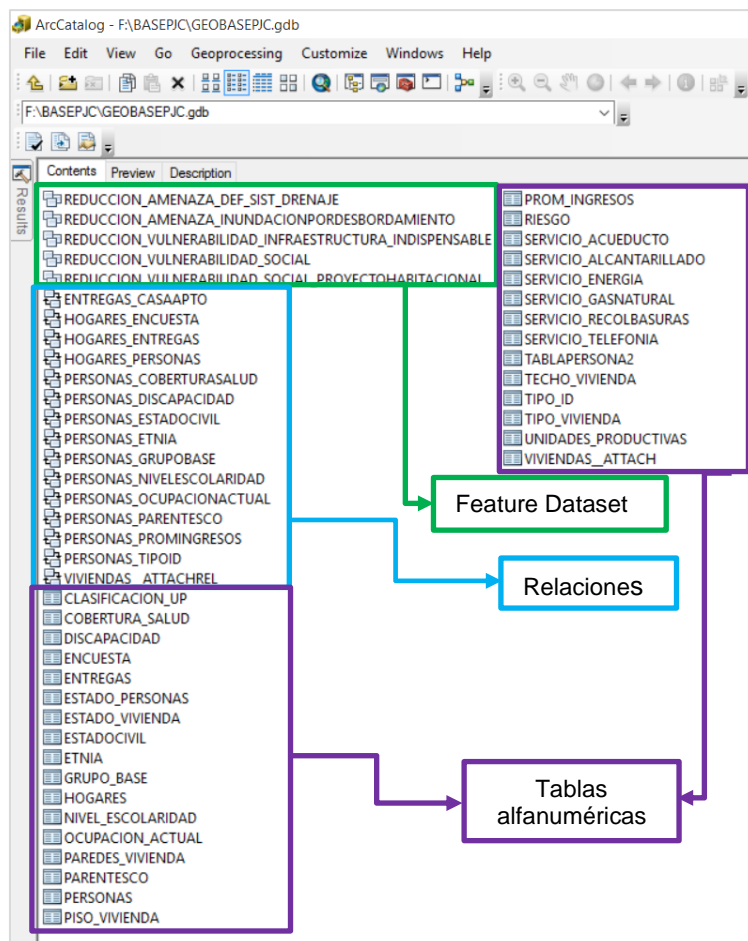 ArcCatalog - F:\BASEPJC\GEOBASEPJC.gdb
File Edit View Go Geoprocessing Customize Windows Help
F:\BASEPJC\GEOBASEPJC.gdb
Contents Preview Description
Results
REDUCCION_AMENAZA_DEF_SIST_DRENAJE
REDUCCION_AMENAZA_INUNDACIONPORDESBORDAMIENTO
REDUCCION_VULNERABILIDAD_INFRAESTRUCTURA_INDISPENSABLE
REDUCCION_VULNERABILIDAD_SOCIAL
REDUCCION_VULNERABILIDAD_SOCIAL_PROYECTOHABITACIONAL
ENTREGAS_CASAAPTO
HOGARES_ENCUESTA
HOGARES_ENTREGAS
HOGARES_PERSONAS
PERSONAS_COBERTURASALUD
PERSONAS_DISCAPACIDAD
PERSONAS_ESTADOCIVIL
PERSONAS_ETNIA
PERSONAS_GRUPOBASE
PERSONAS_NIVELESCOLARIDAD
PERSONAS_OCUPACIONACTUAL
PERSONAS_PARENTESCO
PERSONAS_PROMINGRESOS
PERSONAS_TIPOID
VIVIENDAS__ATTACHREL
CLASIFICACION_UP
COBERTURA_SALUD
DISCAPACIDAD
ENCUESTA
ENTREGAS
ESTADO_PERSONAS
ESTADO_VIVIENDA
ESTADOCIVIL
ETNIA
GRUPO_BASE
HOGARES
NIVEL_ESCOLARIDAD
OCUPACION_ACTUAL
PAREDES_VIVIENDA
PARENTESCO
PERSONAS
PISO_VIVIENDA
PROM_INGRESOS
RIESGO
SERVICIO_ACUEDUCTO
SERVICIO_ALCANTARILLADO
SERVICIO_ENERGIA
SERVICIO_GASNATURAL
SERVICIO_RECOLBASURAS
SERVICIO_TELEFONIA
TABLAPERSONA2
TECHO_VIVIENDA
TIPO_ID
TIPO_VIVIENDA
UNIDADES_PRODUCTIVAS
VIVIENDAS__ATTACH
Feature Dataset
Relaciones
Tablas
alfanuméricas